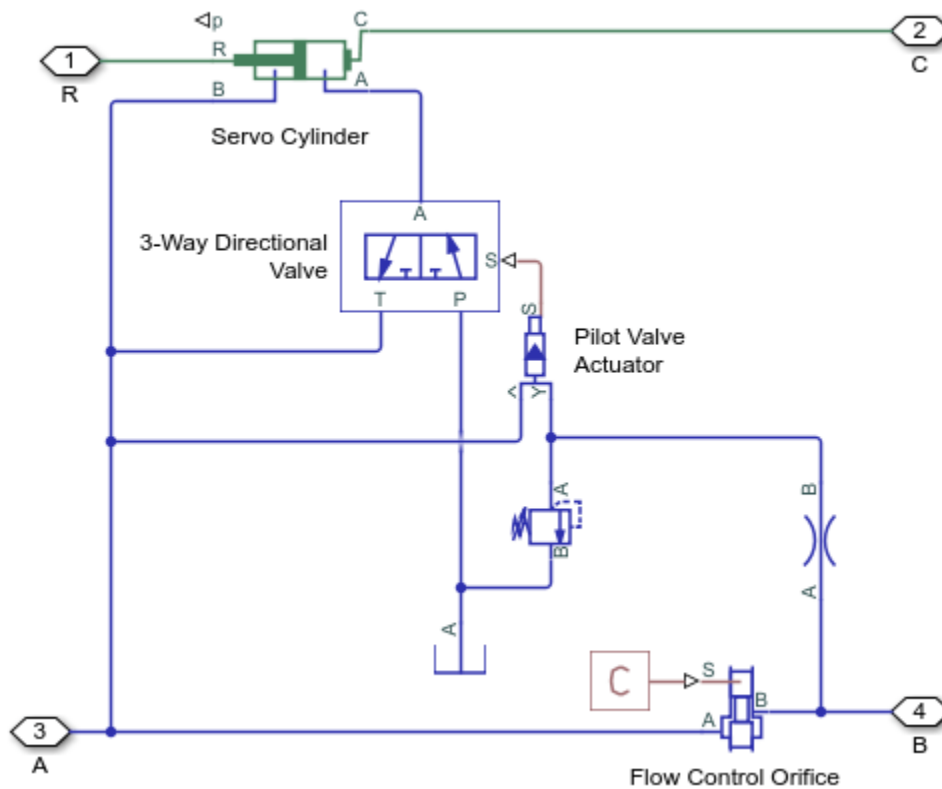 p
C
1
R
2
R
C
B
A
Servo Cylinder
A
3-Way Directional
Valve
S
T
P
S
Pilot Valve
Actuator
X
Y
A
B
B
A
A
C
S
B
3
A
A
4
B
Flow Control Orifice